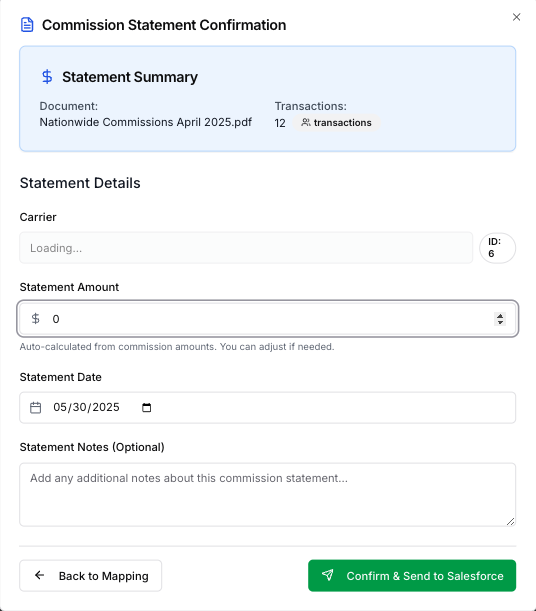 Commission Statement Confirmation
Statement Summary
Document:
Nationwide Commissions April 2025.pdf
Transactions:
12 transactions
Statement Details
Carrier
Loading...
ID: 6
Statement Amount
$ 0
Auto-calculated from commission amounts. You can adjust if needed.
Statement Date
05/30/2025
Statement Notes (Optional)
Add any additional notes about this commission statement...
Back to Mapping
Confirm & Send to Salesforce